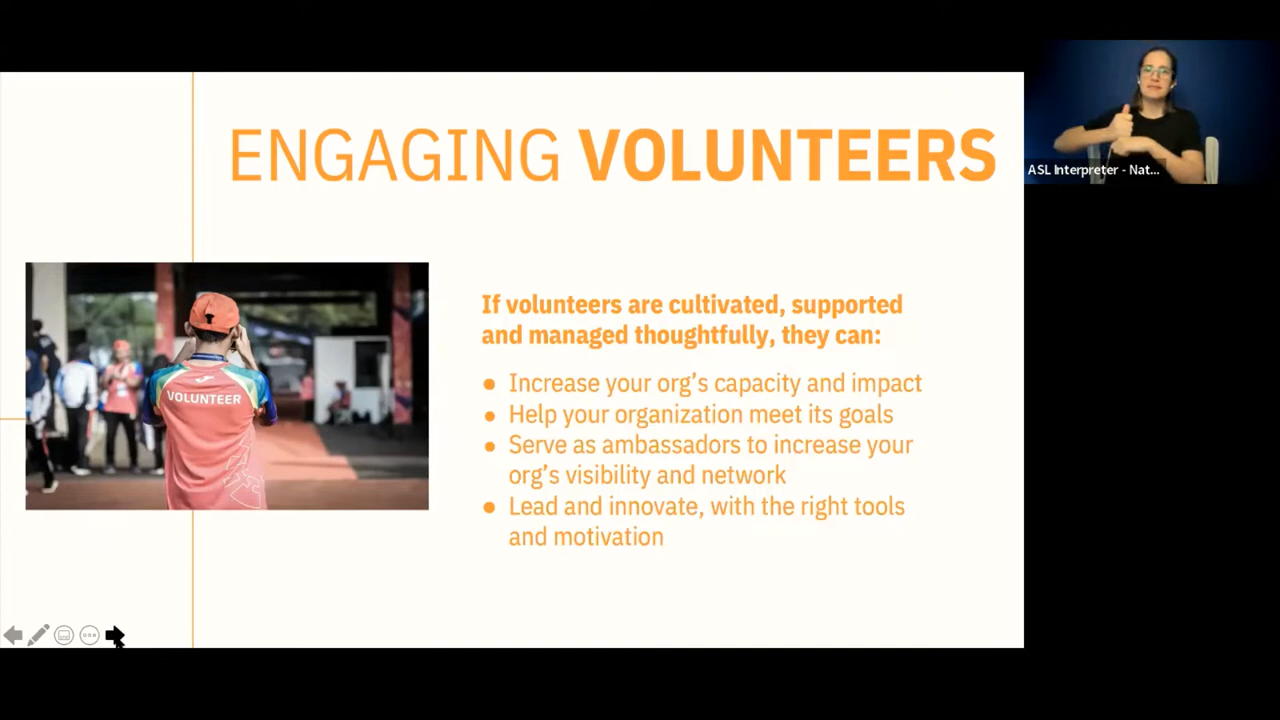 ENGAGING VOLUNTEERS
ASL Interpreter - Nat...
VOLUNTEER
If volunteers are cultivated, supported
and managed thoughtfully, they can:
● Increase your org's capacity and impact
● Help your organization meet its goals
● Serve as ambassadors to increase your
org's visibility and network
● Lead and innovate, with the right tools
and motivation